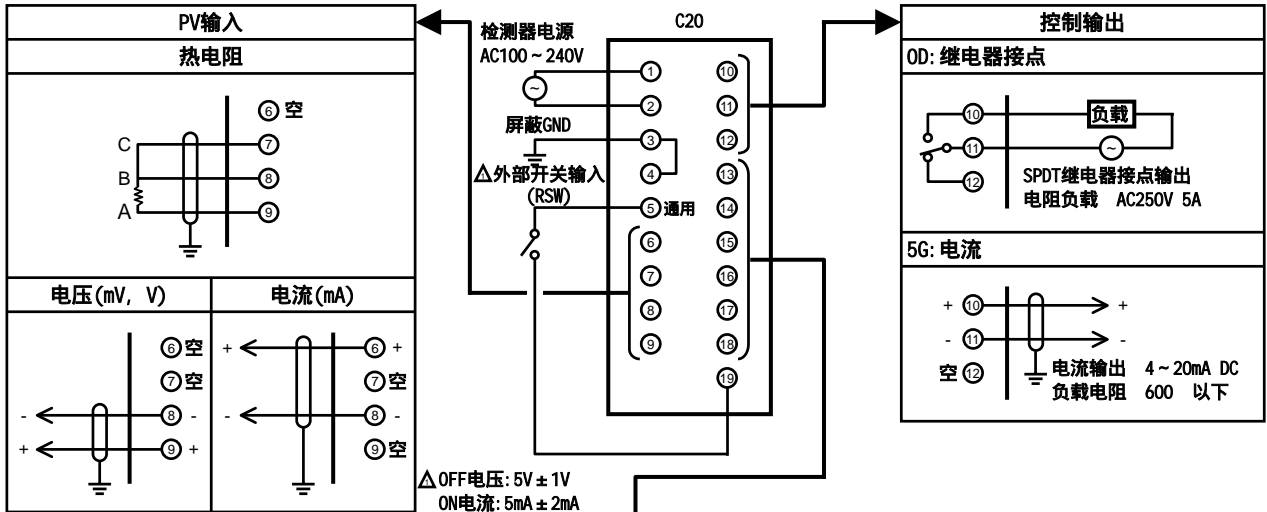 PV输入
热电阻
⑥ 空
C ⑦
B ⑧
A ⑨
电压(mV, V)
⑥ 空
⑦ 空
- ⑧ -
+ ⑨ +
电流(mA)
+ ⑥ +
⑦ 空
- ⑧ -
⑨ 空
检测器电源
AC100~240V
~
屏蔽GND
⚠外部开关输入
(RSW)
⚠OFF电压: 5V±1V
ON电流: 5mA±2mA
C20
① ⑩
② ⑪
③ ⑫
④ ⑬
⑤ 通用 ⑭
⑥ ⑮
⑦ ⑯
⑧ ⑰
⑨ ⑱
⑲
控制输出
0D: 继电器接点
⑩ 负载
⑪ ~
⑫
SPDT继电器接点输出
电阻负载 AC250V 5A
5G: 电流
+ ⑩ +
- ⑪ -
空 ⑫
电流输出 4~20mA DC
负载电阻 600 以下